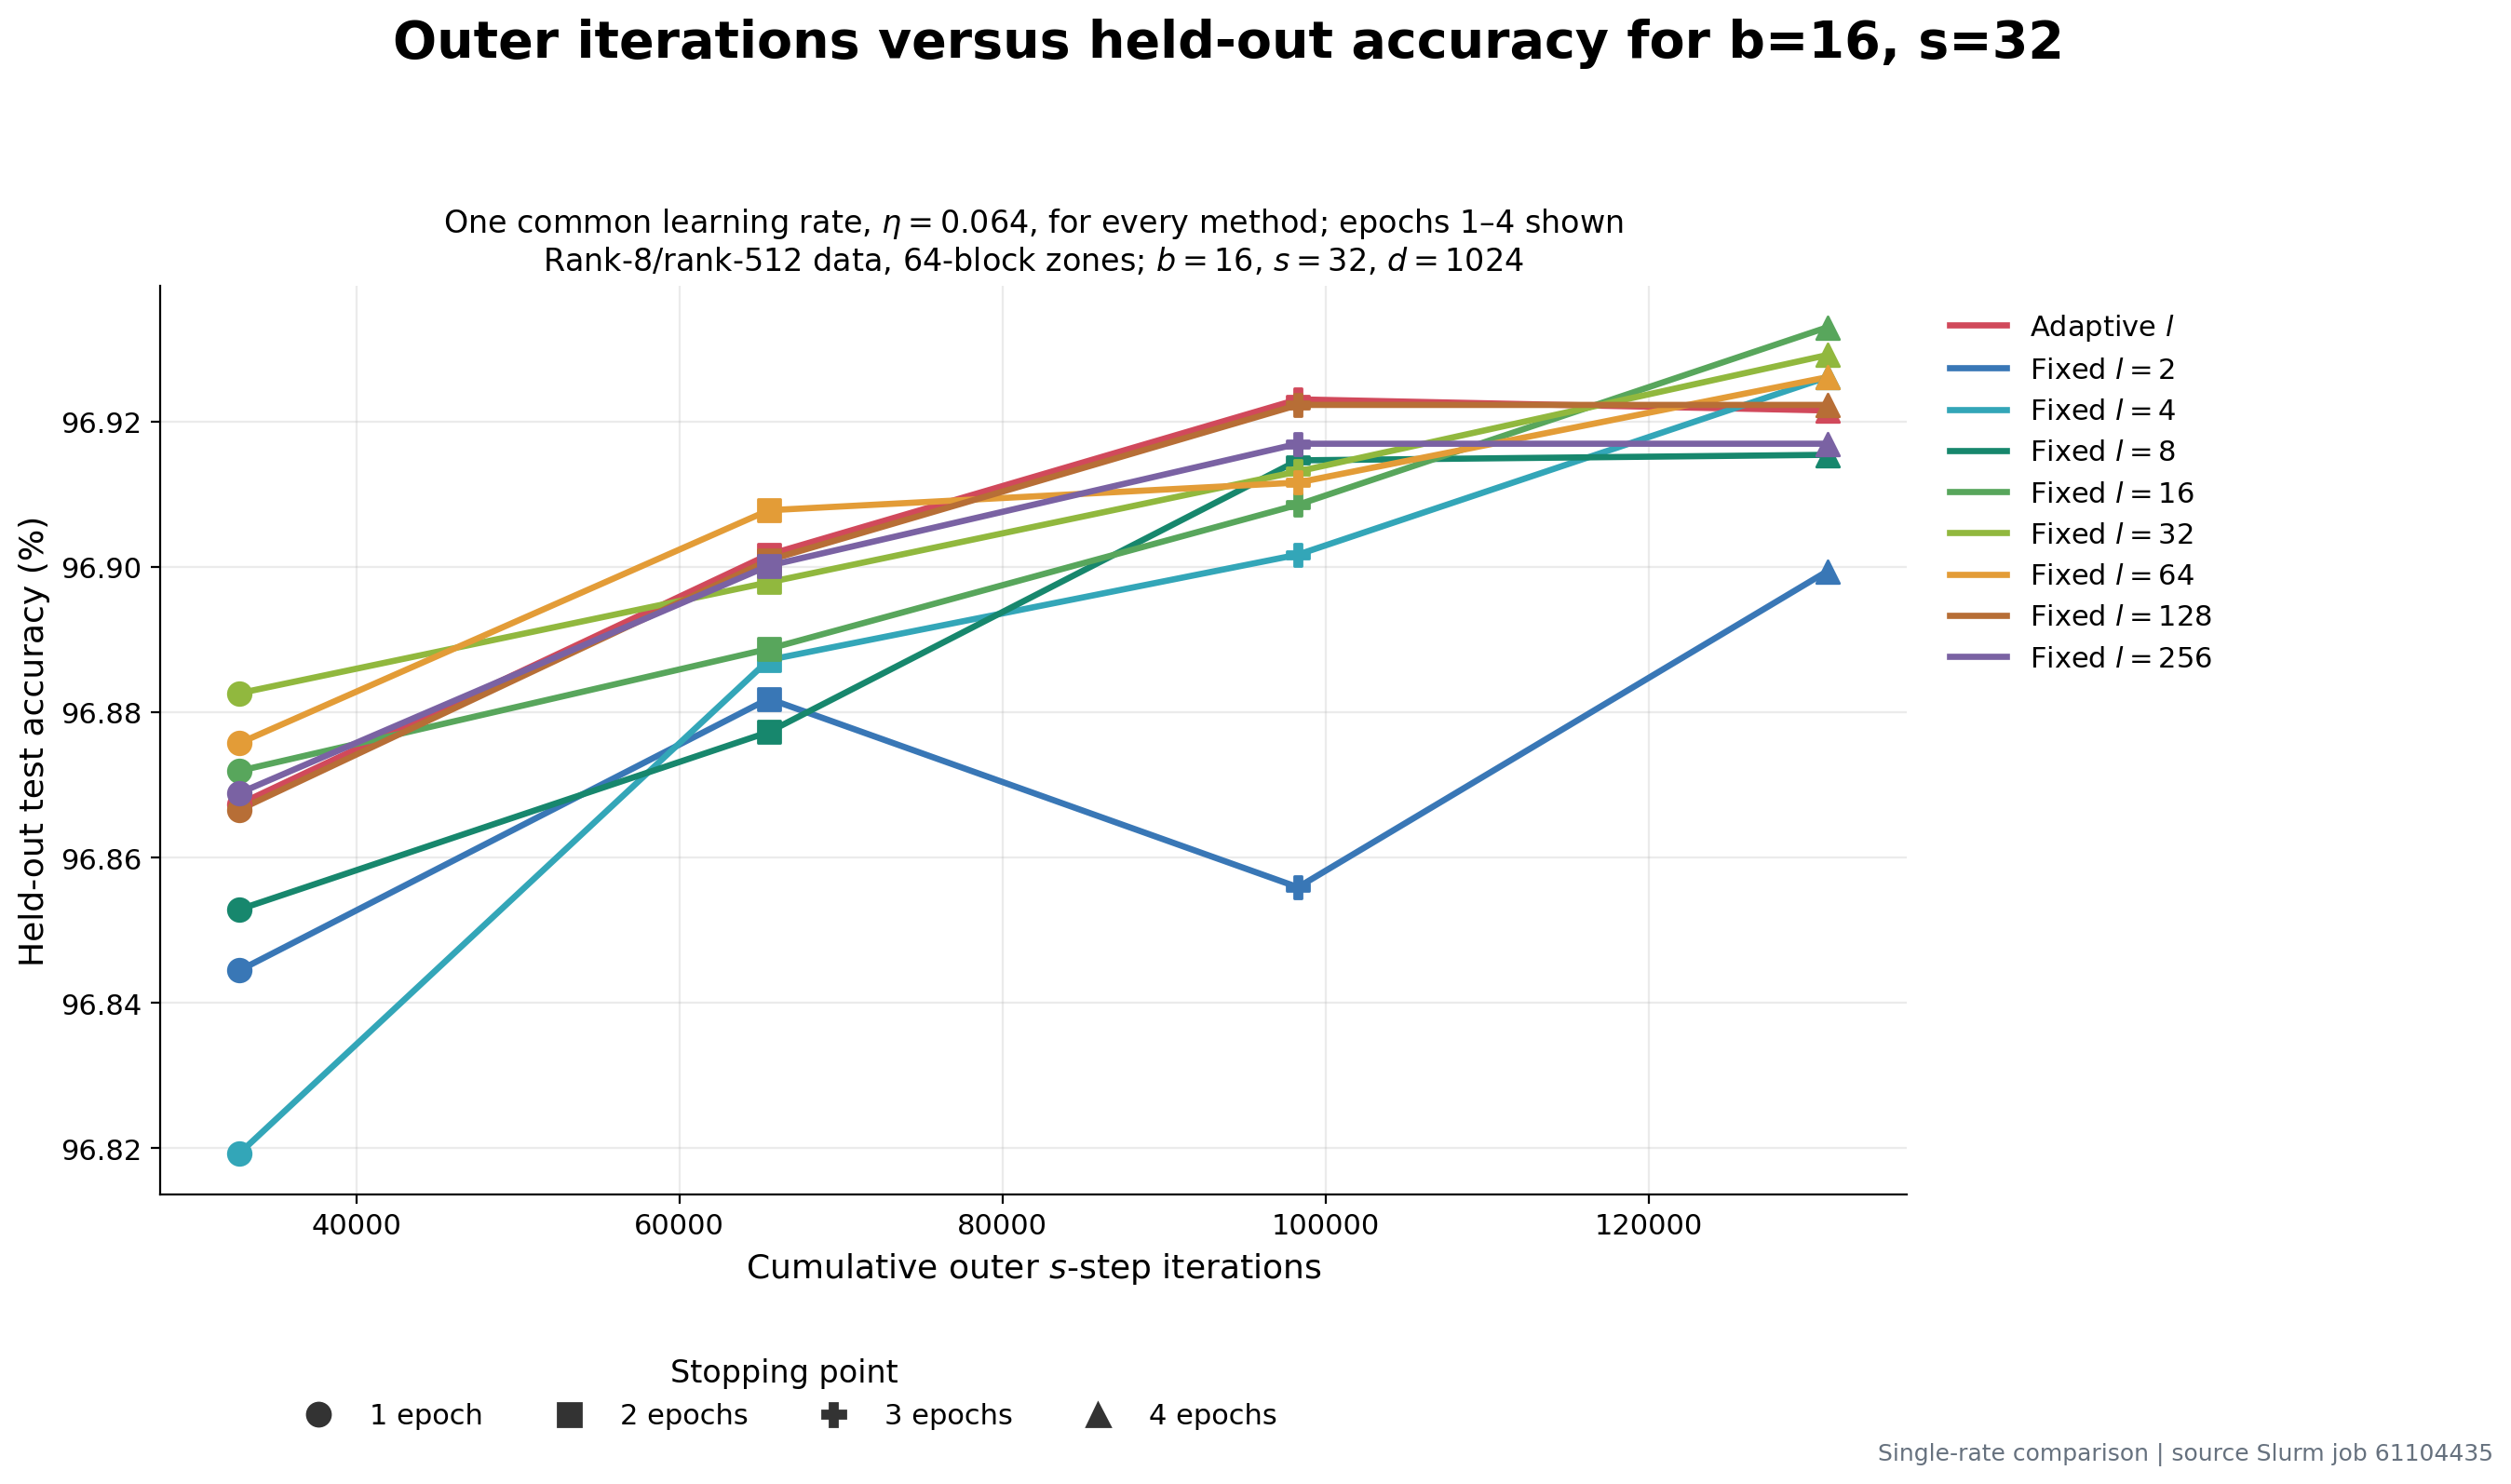 Outer iterations versus held-out accuracy for b=16, s=32
One common learning rate, η = 0.064, for every method; epochs 1–4 shown
Rank-8/rank-512 data, 64-block zones; b = 16, s = 32, d = 1024
Held-out test accuracy (%)
96.92
96.90
96.88
96.86
96.84
96.82
40000
60000
80000
100000
120000
Cumulative outer s-step iterations
Adaptive l
Fixed l = 2
Fixed l = 4
Fixed l = 8
Fixed l = 16
Fixed l = 32
Fixed l = 64
Fixed l = 128
Fixed l = 256
Stopping point
1 epoch
2 epochs
3 epochs
4 epochs
Single-rate comparison | source Slurm job 61104435